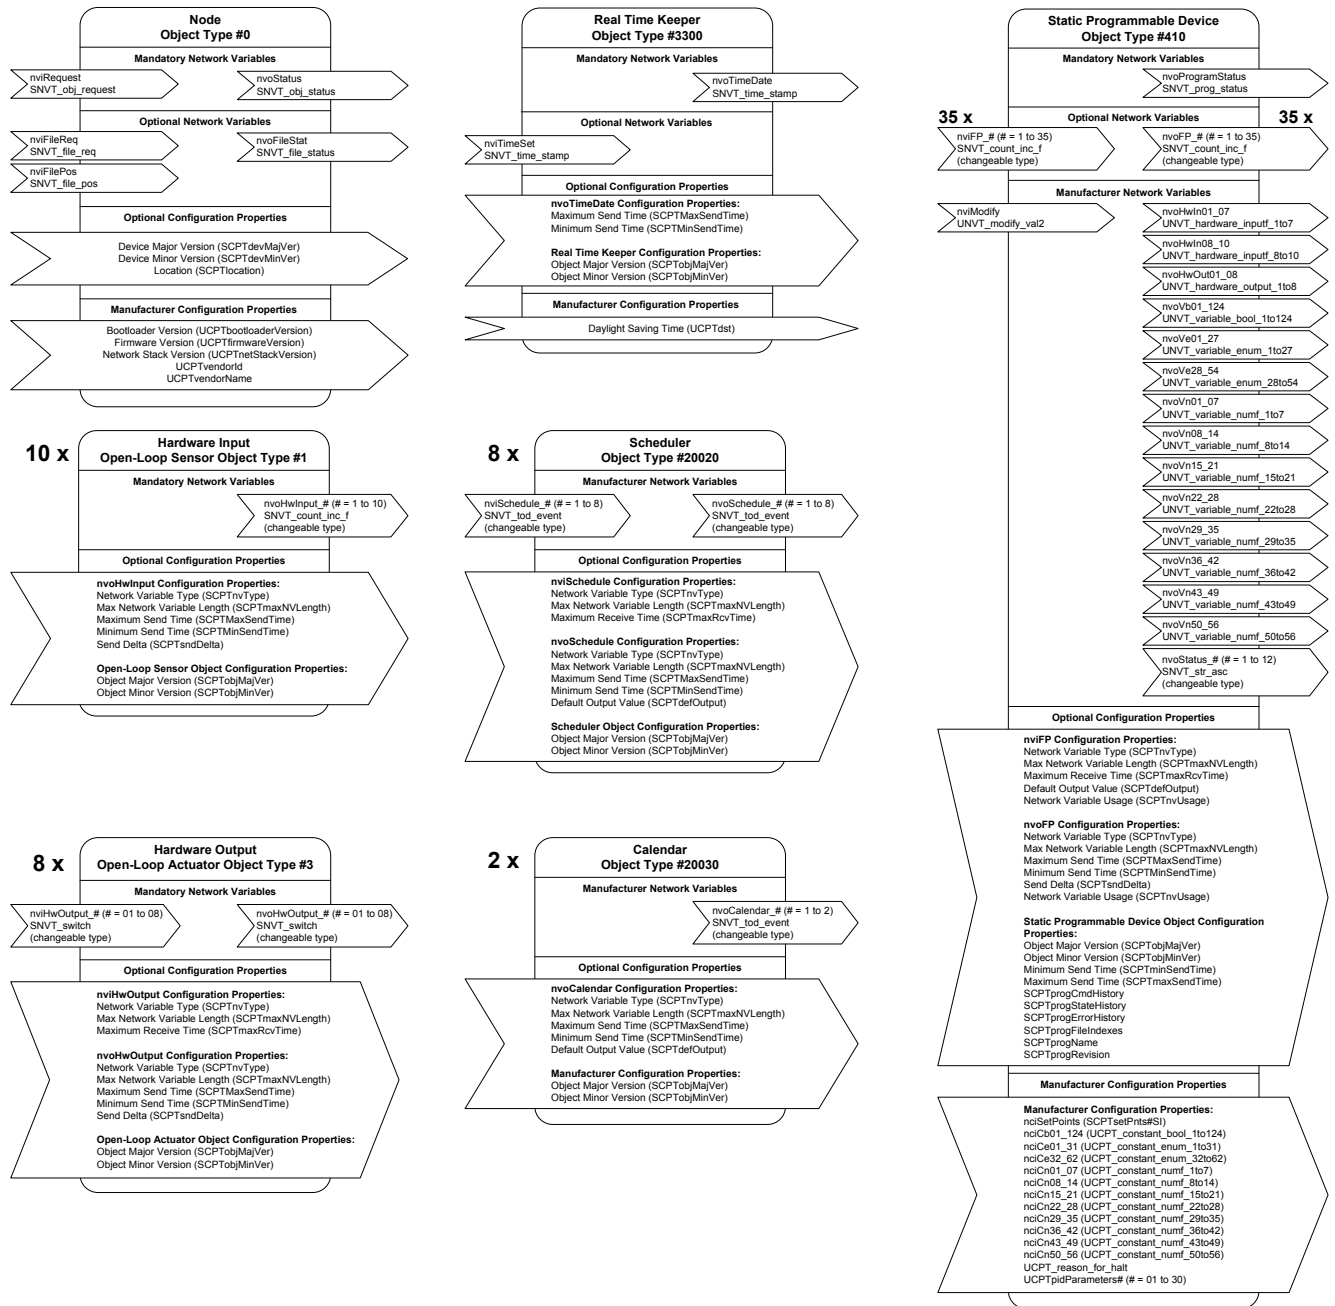 Node
Object Type #0
Mandatory Network Variables
nviRequest
SNVT_obj_request
nvoStatus
SNVT_obj_status
Optional Network Variables
nviFileReq
SNVT_file_req
nvoFileStat
SNVT_file_status
nviFilePos
SNVT_file_pos
Optional Configuration Properties
Device Major Version (SCPTdevMajVer)
Device Minor Version (SCPTdevMinVer)
Location (SCPTlocation)
Manufacturer Configuration Properties
Bootloader Version (UCPTbootloaderVersion)
Firmware Version (UCPTfirmwareVersion)
Network Stack Version (UCPTnetStackVersion)
UCPTvendorId
UCPTvendorName
10 x
Hardware Input
Open-Loop Sensor Object Type #1
Mandatory Network Variables
nvoHwInput_# (# = 1 to 10)
SNVT_count_inc_f
(changeable type)
Optional Configuration Properties
nvoHwInput Configuration Properties:
Network Variable Type (SCPTnvType)
Max Network Variable Length (SCPTmaxNVLength)
Maximum Send Time (SCPTMaxSendTime)
Minimum Send Time (SCPTMinSendTime)
Send Delta (SCPTsndDelta)
Open-Loop Sensor Object Configuration Properties:
Object Major Version (SCPTobjMajVer)
Object Minor Version (SCPTobjMinVer)
8 x
Hardware Output
Open-Loop Actuator Object Type #3
Mandatory Network Variables
nviHwOutput_# (# = 01 to 08)
SNVT_switch
(changeable type)
nvoHwOutput_# (# = 01 to 08)
SNVT_switch
(changeable type)
Optional Configuration Properties
nviHwOutput Configuration Properties:
Network Variable Type (SCPTnvType)
Max Network Variable Length (SCPTmaxNVLength)
Maximum Receive Time (SCPTmaxRcvTime)
nvoHwOutput Configuration Properties:
Network Variable Type (SCPTnvType)
Max Network Variable Length (SCPTmaxNVLength)
Maximum Send Time (SCPTMaxSendTime)
Minimum Send Time (SCPTMinSendTime)
Send Delta (SCPTsndDelta)
Open-Loop Actuator Object Configuration Properties:
Object Major Version (SCPTobjMajVer)
Object Minor Version (SCPTobjMinVer)
Real Time Keeper
Object Type #3300
Mandatory Network Variables
nvoTimeDate
SNVT_time_stamp
Optional Network Variables
nviTimeSet
SNVT_time_stamp
Optional Configuration Properties
nvoTimeDate Configuration Properties:
Maximum Send Time (SCPTMaxSendTime)
Minimum Send Time (SCPTMinSendTime)
Real Time Keeper Configuration Properties:
Object Major Version (SCPTobjMajVer)
Object Minor Version (SCPTobjMinVer)
Manufacturer Configuration Properties
Daylight Saving Time (UCPTdst)
8 x
Scheduler
Object Type #20020
Manufacturer Network Variables
nviSchedule_# (# = 1 to 8)
SNVT_tod_event
(changeable type)
nvoSchedule_# (# = 1 to 8)
SNVT_tod_event
(changeable type)
Optional Configuration Properties
nviSchedule Configuration Properties:
Network Variable Type (SCPTnvType)
Max Network Variable Length (SCPTmaxNVLength)
Maximum Receive Time (SCPTmaxRcvTime)
nvoSchedule Configuration Properties:
Network Variable Type (SCPTnvType)
Max Network Variable Length (SCPTmaxNVLength)
Maximum Send Time (SCPTMaxSendTime)
Minimum Send Time (SCPTMinSendTime)
Default Output Value (SCPTdefOutput)
Scheduler Object Configuration Properties:
Object Major Version (SCPTobjMajVer)
Object Minor Version (SCPTobjMinVer)
2 x
Calendar
Object Type #20030
Manufacturer Network Variables
nvoCalendar_# (# = 1 to 2)
SNVT_tod_event
(changeable type)
Optional Configuration Properties
nvoCalendar Configuration Properties:
Network Variable Type (SCPTnvType)
Max Network Variable Length (SCPTmaxNVLength)
Maximum Send Time (SCPTMaxSendTime)
Minimum Send Time (SCPTMinSendTime)
Default Output Value (SCPTdefOutput)
Manufacturer Configuration Properties:
Object Major Version (SCPTobjMajVer)
Object Minor Version (SCPTobjMinVer)
Static Programmable Device
Object Type #410
Mandatory Network Variables
nvoProgramStatus
SNVT_prog_status
35 x
Optional Network Variables
35 x
nviFP_# (# = 1 to 35)
SNVT_count_inc_f
(changeable type)
nvoFP_# (# = 1 to 35)
SNVT_count_inc_f
(changeable type)
Manufacturer Network Variables
nviModify
UNVT_modify_val2
nvoHwIn01_07
UNVT_hardware_inputf_1to7
nvoHwIn08_10
UNVT_hardware_inputf_8to10
nvoHwOut01_08
UNVT_hardware_output_1to8
nvoVb01_124
UNVT_variable_bool_1to124
nvoVe01_27
UNVT_variable_enum_1to27
nvoVe28_54
UNVT_variable_enum_28to54
nvoVn01_07
UNVT_variable_numf_1to7
nvoVn08_14
UNVT_variable_numf_8to14
nvoVn15_21
UNVT_variable_numf_15to21
nvoVn22_28
UNVT_variable_numf_22to28
nvoVn29_35
UNVT_variable_numf_29to35
nvoVn36_42
UNVT_variable_numf_36to42
nvoVn43_49
UNVT_variable_numf_43to49
nvoVn50_56
UNVT_variable_numf_50to56
nvoStatus_# (# = 1 to 12)
SNVT_str_asc
(changeable type)
Optional Configuration Properties
nviFP Configuration Properties:
Network Variable Type (SCPTnvType)
Max Network Variable Length (SCPTmaxNVLength)
Maximum Receive Time (SCPTmaxRcvTime)
Default Output Value (SCPTdefOutput)
Network Variable Usage (SCPTnvUsage)
nvoFP Configuration Properties:
Network Variable Type (SCPTnvType)
Max Network Variable Length (SCPTmaxNVLength)
Maximum Send Time (SCPTMaxSendTime)
Minimum Send Time (SCPTMinSendTime)
Send Delta (SCPTsndDelta)
Network Variable Usage (SCPTnvUsage)
Static Programmable Device Object Configuration
Properties:
Object Major Version (SCPTobjMajVer)
Object Minor Version (SCPTobjMinVer)
Minimum Send Time (SCPTminSendTime)
Maximum Send Time (SCPTmaxSendTime)
SCPTprogCmdHistory
SCPTprogStateHistory
SCPTprogErrorHistory
SCPTprogFileIndexes
SCPTprogName
SCPTprogRevision
Manufacturer Configuration Properties
Manufacturer Configuration Properties:
nciSetPoints (SCPTsetPnts#SI)
nciCb01_124 (UCPT_constant_bool_1to124)
nciCe01_31 (UCPT_constant_enum_1to31)
nciCe32_62 (UCPT_constant_enum_32to62)
nciCn01_07 (UCPT_constant_numf_1to7)
nciCn08_14 (UCPT_constant_numf_8to14)
nciCn15_21 (UCPT_constant_numf_15to21)
nciCn22_28 (UCPT_constant_numf_22to28)
nciCn29_35 (UCPT_constant_numf_29to35)
nciCn36_42 (UCPT_constant_numf_36to42)
nciCn43_49 (UCPT_constant_numf_43to49)
nciCn50_56 (UCPT_constant_numf_50to56)
UCPT_reason_for_halt
UCPTpidParameters# (# = 01 to 30)